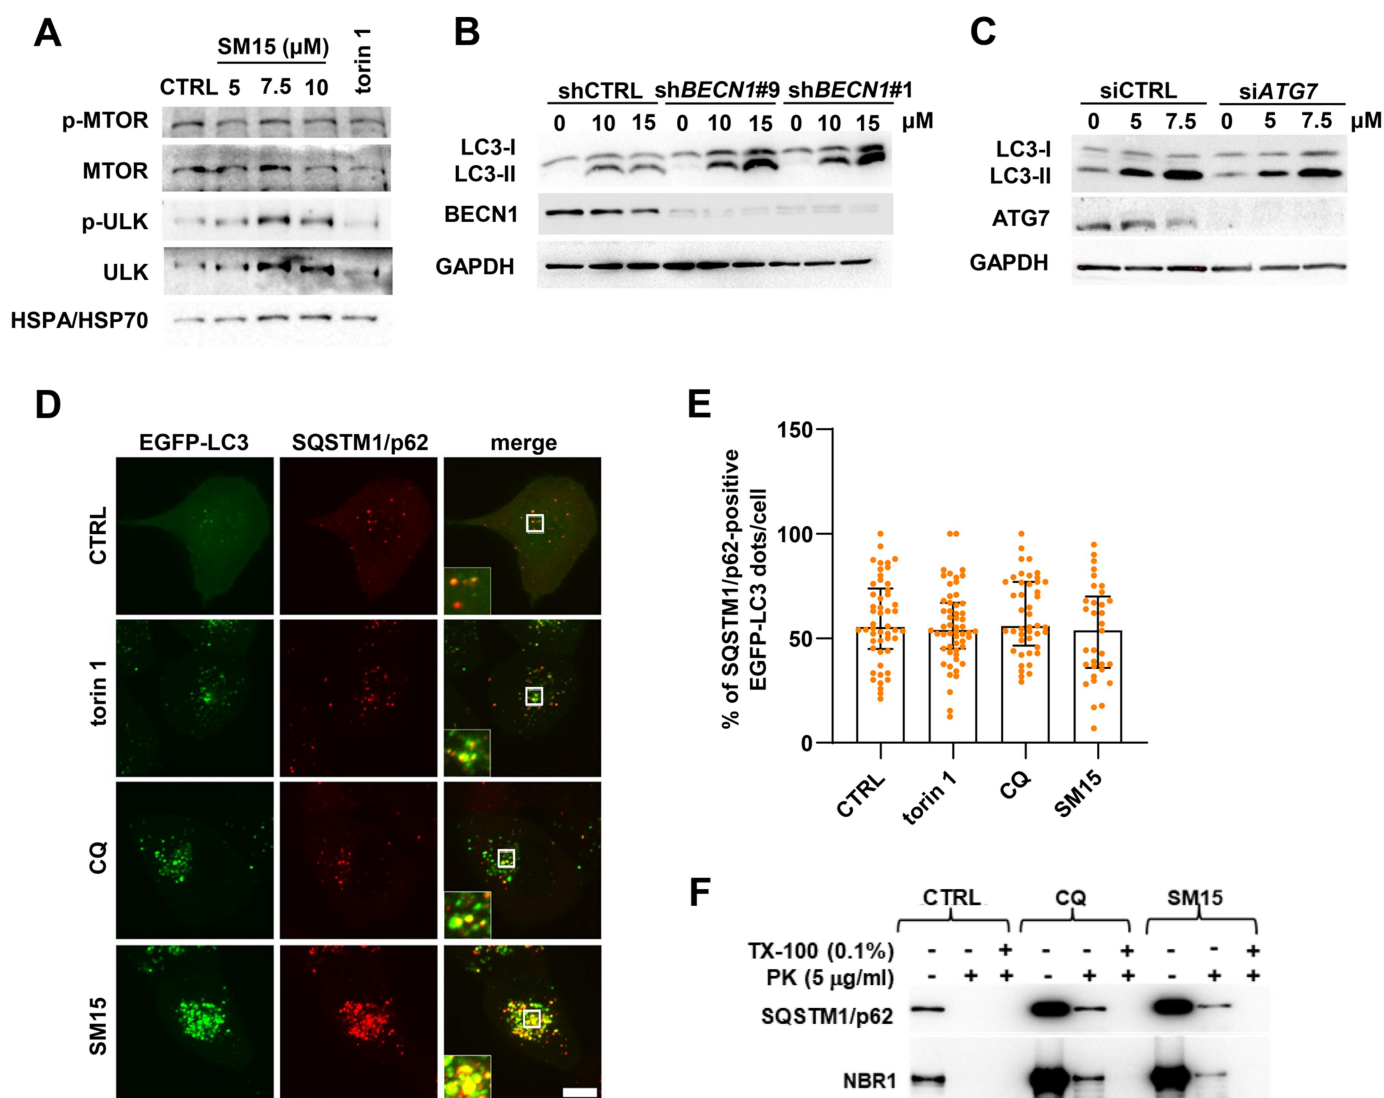 A
SM15 (µM)
torin 1
CTRL 5 7.5 10
p-MTOR
MTOR
p-ULK
ULK
HSPA/HSP70
B
shCTRL shBECN1#9 shBECN1#1
0 10 15 0 10 15 0 10 15 µM
LC3-I
LC3-II
BECN1
GAPDH
C
siCTRL siATG7
0 5 7.5 0 5 7.5 µM
LC3-I
LC3-II
ATG7
GAPDH
D
EGFP-LC3 SQSTM1/p62 merge
CTRL
torin 1
CQ
SM15
E
% of SQSTM1/p62-positive
EGFP-LC3 dots/cell
150
100
50
0
CTRL torin 1 CQ SM15
F
CTRL CQ SM15
TX-100 (0.1%) - - + - - + - - +
PK (5 µg/ml) - + + - + + - + +
SQSTM1/p62
NBR1